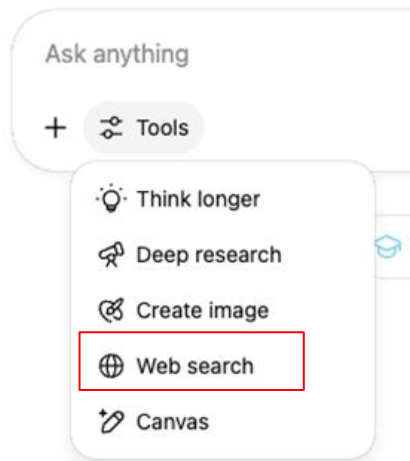 Ask anything
Tools
Think longer
Deep research
Create image
Web search
Canvas